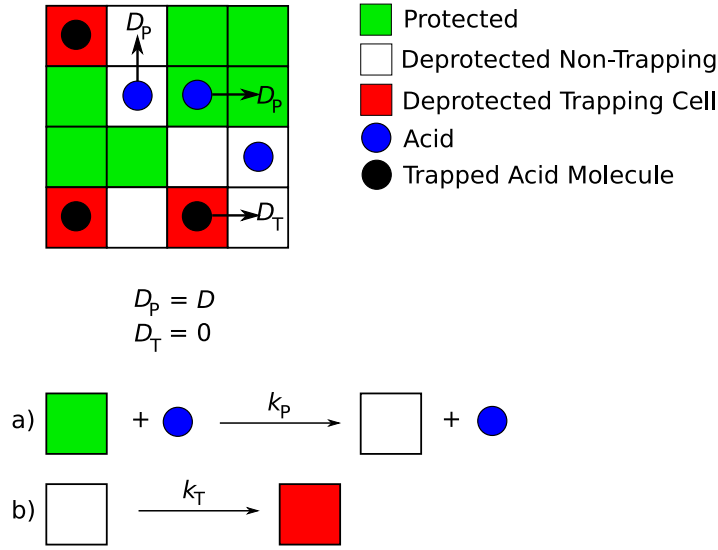 D_P
D_P
D_T
Protected
Deprotected Non-Trapping
Deprotected Trapping Cell
Acid
Trapped Acid Molecule
D_P = D
D_T = 0
a) + k_P +
b) k_T